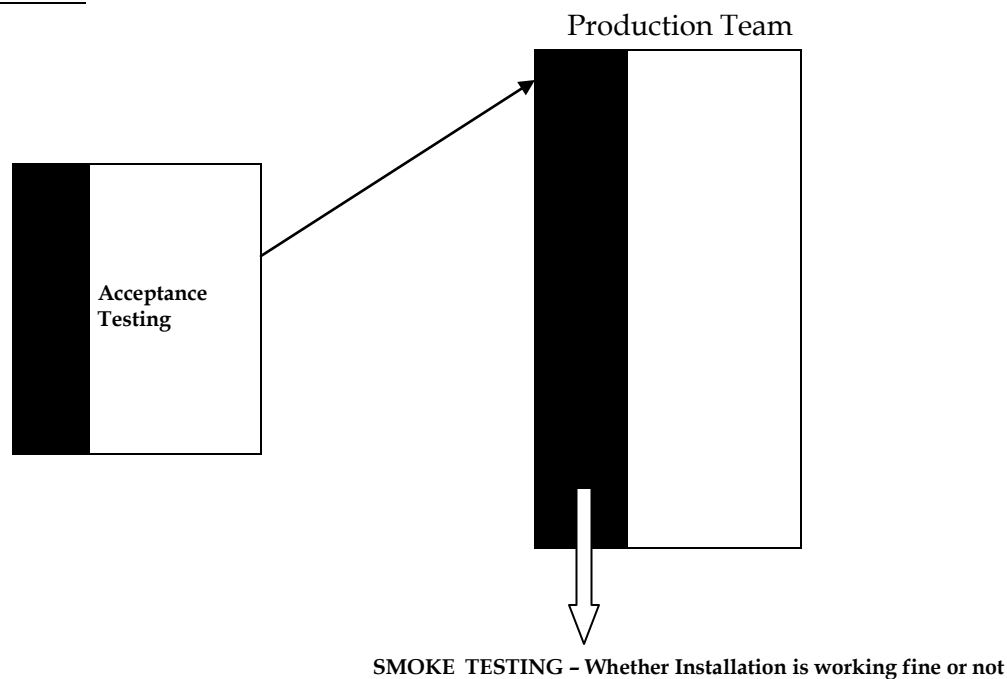 Production Team
Acceptance
Testing
SMOKE TESTING – Whether Installation is working fine or not